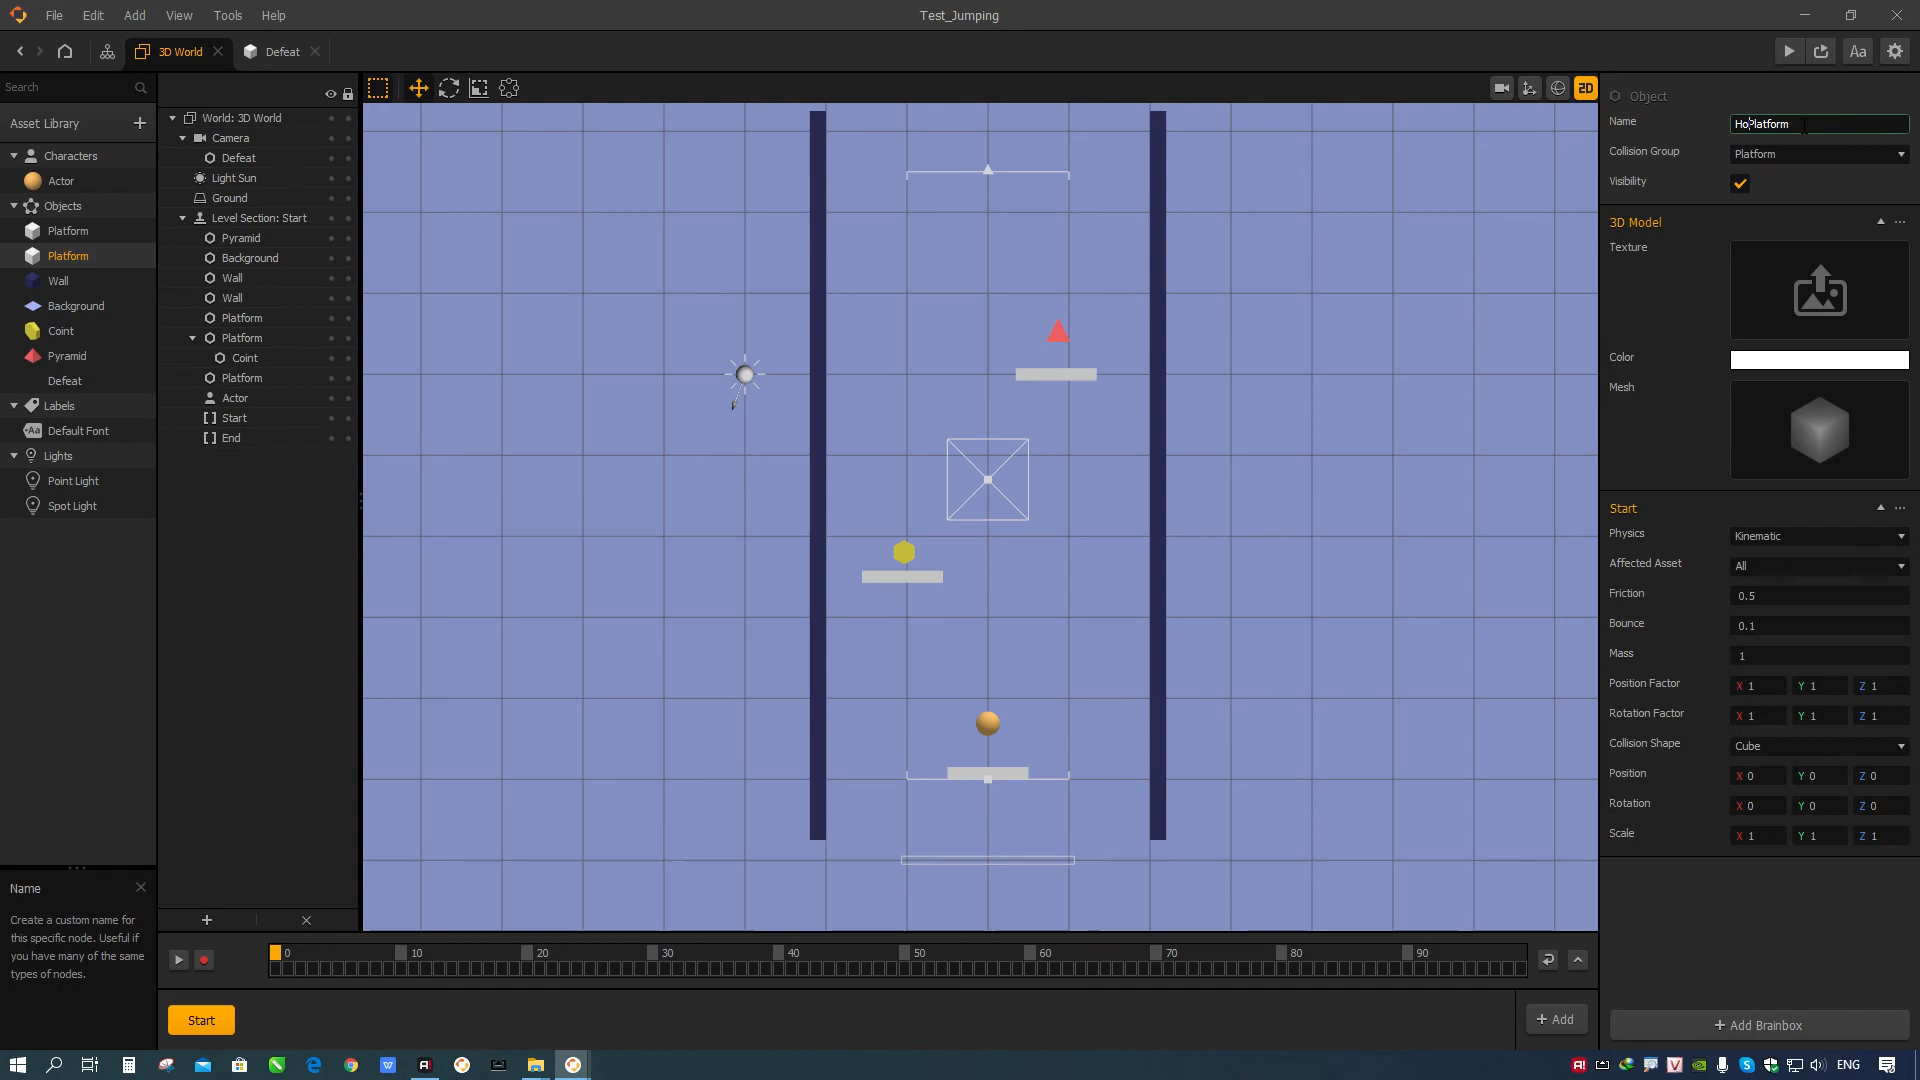 File Edit Add View Tools Help
Test_Jumping
3D World
Defeat
Aa
Search
Asset Library
Characters
Actor
Objects
Platform
Platform
Wall
Background
Coint
Pyramid
Defeat
Labels
Aa Default Font
Lights
Point Light
Spot Light
World: 3D World
Camera
Defeat
Light Sun
Ground
Level Section: Start
Pyramid
Background
Wall
Wall
Platform
Platform
Coint
Platform
Actor
Start
End
2D
Object
Name HoPlatform
Collision Group Platform
Visibility
3D Model
Texture
Color
Mesh
Start
Physics Kinematic
Affected Asset All
Friction 0.5
Bounce 0.1
Mass 1
Position Factor X 1 Y 1 Z 1
Rotation Factor X 1 Y 1 Z 1
Collision Shape Cube
Position X 0 Y 0 Z 0
Rotation X 0 Y 0 Z 0
Scale X 1 Y 1 Z 1
+ Add Brainbox
Name
Create a custom name for
this specific node. Useful if
you have many of the same
types of nodes.
0 10 20 30 40 50 60 70 80 90
Start
+ Add
ENG